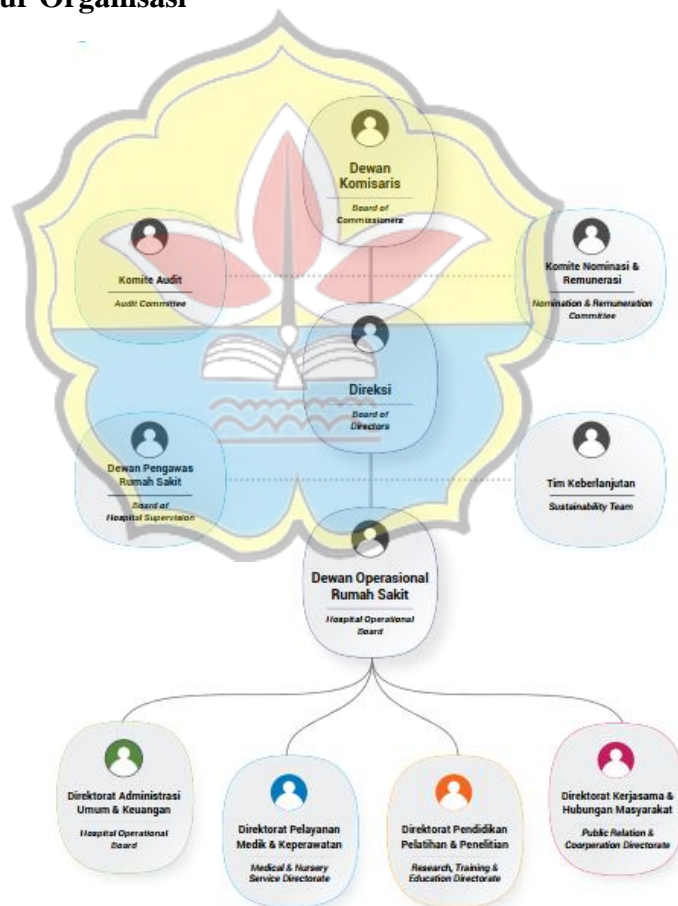 ur Organisasi
Dewan
Komisaris
Board of
Commissioners
Komite Audit
Audit Committee
Komite Nominasi &
Remunerasi
Nomination & Remuneration
Committee
Direksi
Board of
Directors
Dewan Pengawas
Rumah Sakit
Board of
Hospital Supervision
Tim Keberlanjutan
Sustainability Team
Dewan Operasional
Rumah Sakit
Hospital Operational
Board
Direktorat Administrasi
Umum & Keuangan
Hospital Operational
Board
Direktorat Pelayanan
Medik & Keperawatan
Medical & Nursery
Service Directorate
Direktorat Pendidikan
Pelatihan & Penelitian
Research, Training &
Education Directorate
Direktorat Kerjasama &
Hubungan Masyarakat
Public Relation &
Coorperation Directorate